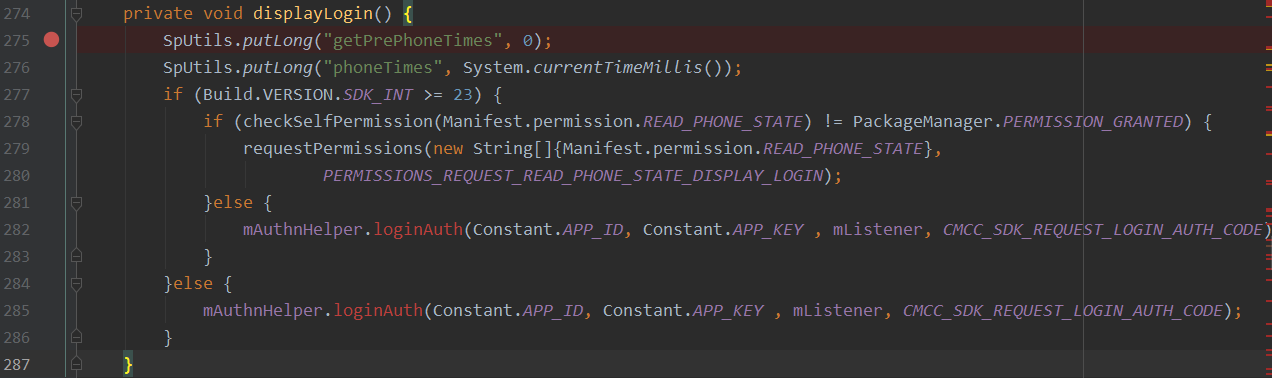 274 private void displayLogin() {
275 SpUtils.putLong("getPrePhoneTimes", 0);
276 SpUtils.putLong("phoneTimes", System.currentTimeMillis());
277 if (Build.VERSION.SDK_INT >= 23) {
278 if (checkSelfPermission(Manifest.permission.READ_PHONE_STATE) != PackageManager.PERMISSION_GRANTED) {
279 requestPermissions(new String[]{Manifest.permission.READ_PHONE_STATE},
280 PERMISSIONS_REQUEST_READ_PHONE_STATE_DISPLAY_LOGIN);
281 }else {
282 mAuthnHelper.loginAuth(Constant.APP_ID, Constant.APP_KEY , mListener, CMCC_SDK_REQUEST_LOGIN_AUTH_CODE)
283 }
284 }else {
285 mAuthnHelper.loginAuth(Constant.APP_ID, Constant.APP_KEY , mListener, CMCC_SDK_REQUEST_LOGIN_AUTH_CODE);
286 }
287 }